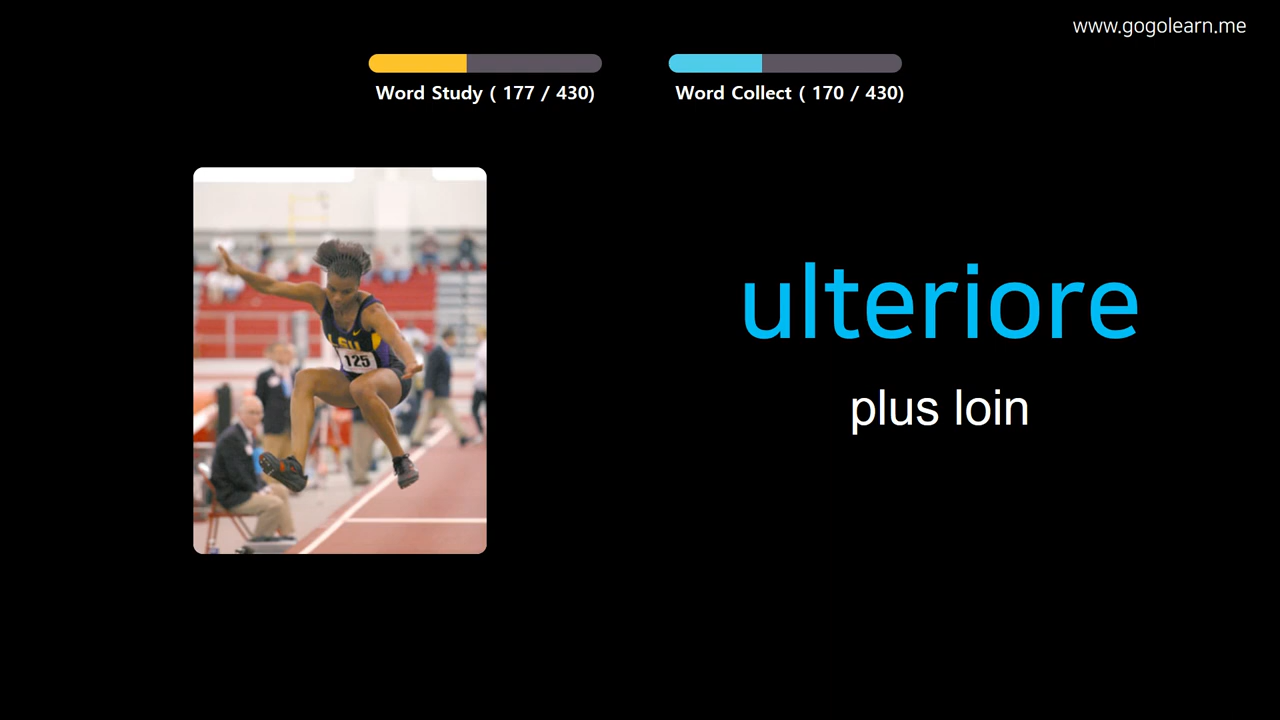 www.gogolearn.me
Word Study ( 177 / 430)
Word Collect ( 170 / 430)
LSU
125
ulteriore
plus loin